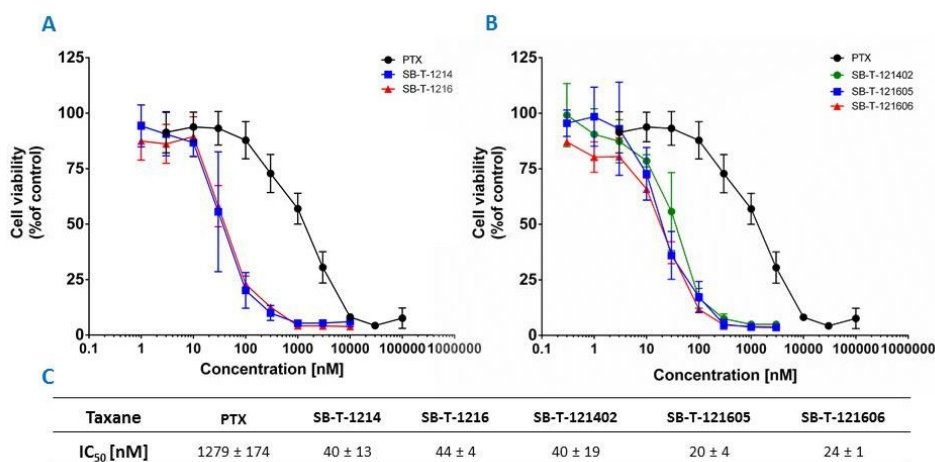 A
125
100
75
50
25
0
Cell viability
(%of control)
PTX
SB-T-1214
SB-T-1216
0.1 1 10 100 1000 10000 1000001000000
Concentration [nM]
B
125
100
75
50
25
0
Cell viability
(%of control)
PTX
SB-T-121402
SB-T-121605
SB-T-121606
0.1 1 10 100 1000 10000 1000001000000
Concentration [nM]
C
Taxane PTX SB-T-1214 SB-T-1216 SB-T-121402 SB-T-121605 SB-T-121606
IC50 [nM] 1279 ± 174 40 ± 13 44 ± 4 40 ± 19 20 ± 4 24 ± 1